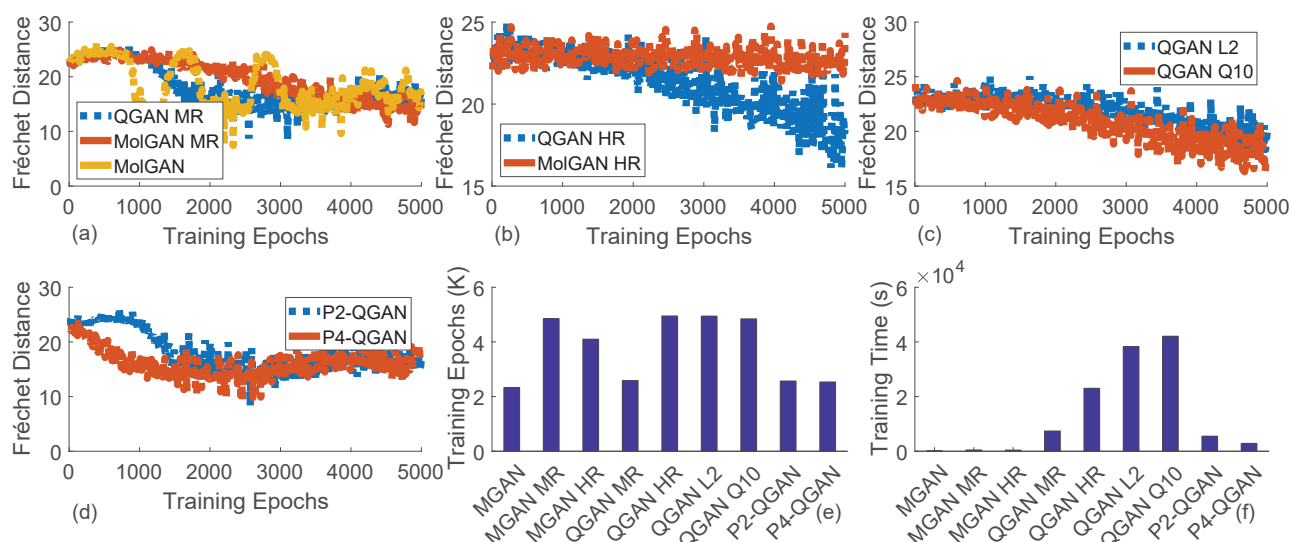 30
20
10
0
Fréchet Distance
QGAN MR
MolGAN MR
MolGAN
0 1000 2000 3000 4000 5000
(a) Training Epochs
25
20
15
Fréchet Distance
QGAN HR
MolGAN HR
0 1000 2000 3000 4000 5000
(b) Training Epochs
30
25
20
15
Fréchet Distance
QGAN L2
QGAN Q10
0 1000 2000 3000 4000 5000
(c) Training Epochs
30
20
10
0
Fréchet Distance
P2-QGAN
P4-QGAN
0 1000 2000 3000 4000 5000
(d) Training Epochs
6
4
2
0
Training Epochs (K)
MGAN
MGAN MR
MGAN HR
QGAN MR
QGAN HR
QGAN L2
QGAN Q10
P2-QGAN
P4-QGAN
(e)
×10⁴
6
4
2
0
Training Time (s)
MGAN
MGAN MR
MGAN HR
QGAN MR
QGAN HR
QGAN L2
QGAN Q10
P2-QGAN
P4-QGAN
(f)